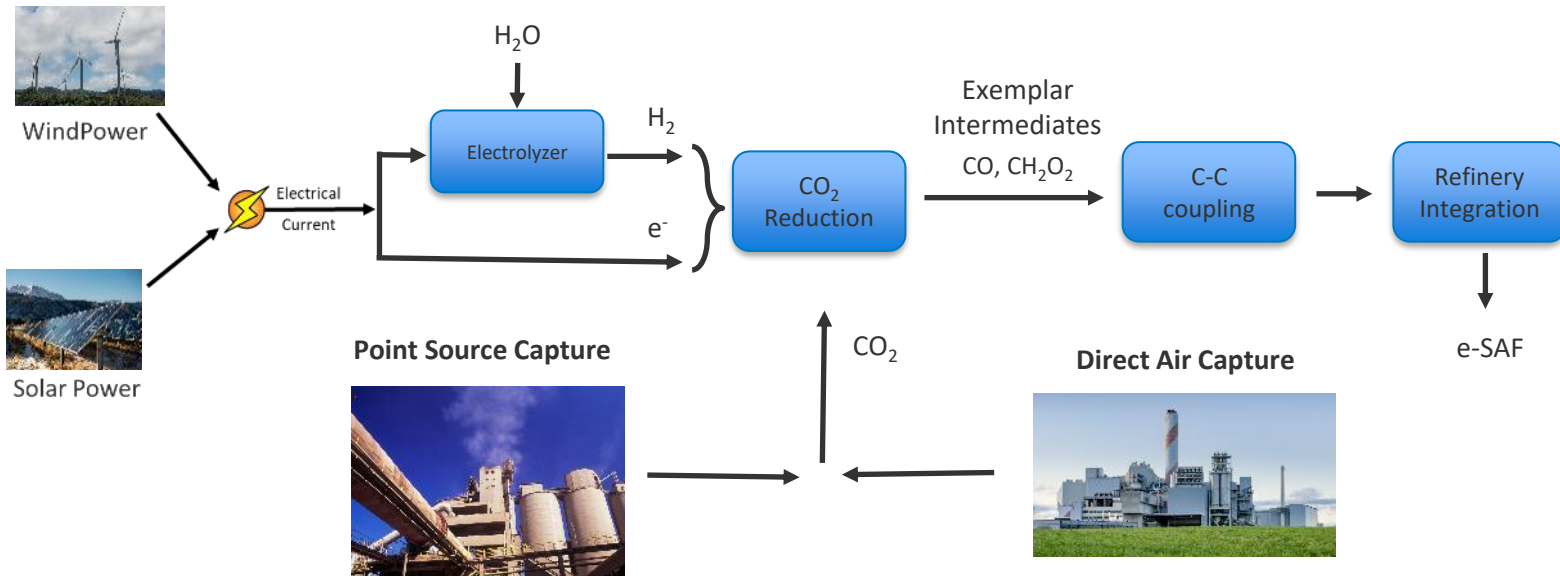 WindPower
Solar Power
Electrical
Current
H₂O
Electrolyzer
H₂
e⁻
CO₂
Reduction
Exemplar
Intermediates
CO, CH₂O₂
C-C
coupling
Refinery
Integration
e-SAF
Point Source Capture
CO₂
Direct Air Capture